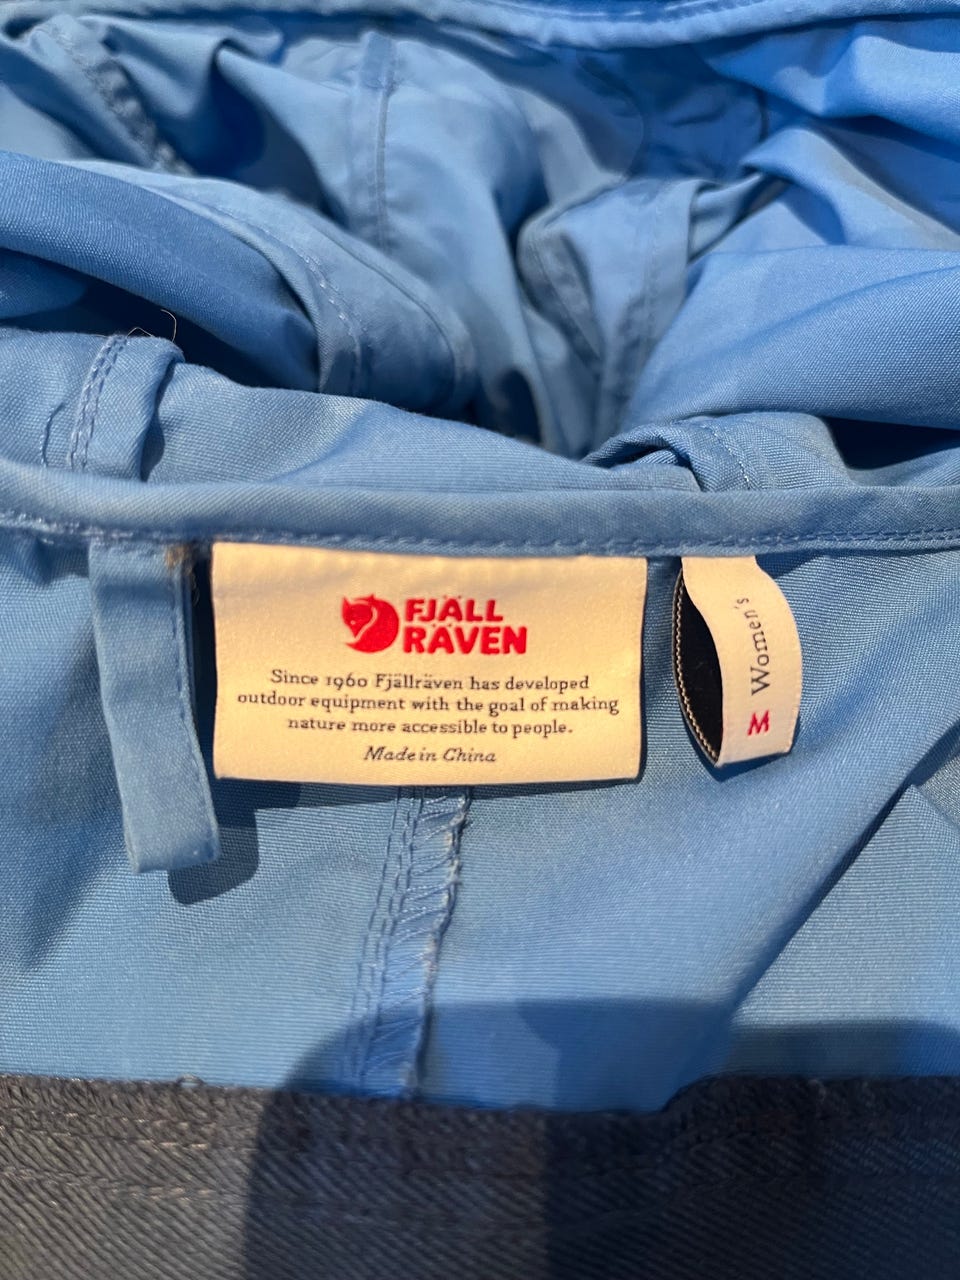 FJÄLL
RÄVEN
Since 1960 Fjällräven has developed
outdoor equipment with the goal of making
nature more accessible to people.
Made in China
Women's
M